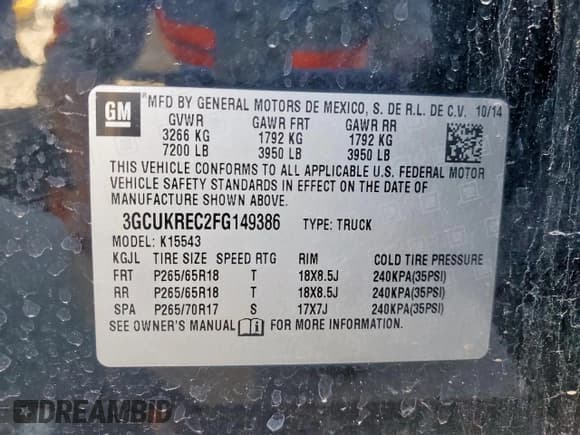 GM
MFD BY GENERAL MOTORS DE MEXICO, S. DE R.L. DE C.V. 10/14
GVWR GAWR FRT GAWR RR
3266 KG 1792 KG 1792 KG
7200 LB 3950 LB 3950 LB
THIS VEHICLE CONFORMS TO ALL APPLICABLE U.S. FEDERAL MOTOR
VEHICLE SAFETY STANDARDS IN EFFECT ON THE DATE OF
MANUFACTURE SHOWN ABOVE.
3GCUKREC2FG149386 TYPE: TRUCK
MODEL: K15543
KGJL TIRE SIZE SPEED RTG RIM COLD TIRE PRESSURE
FRT P265/65R18 T 18X8.5J 240KPA(35PSI)
RR P265/65R18 T 18X8.5J 240KPA(35PSI)
SPA P265/70R17 S 17X7J 240KPA(35PSI)
SEE OWNER'S MANUAL FOR MORE INFORMATION.
DREAMBID